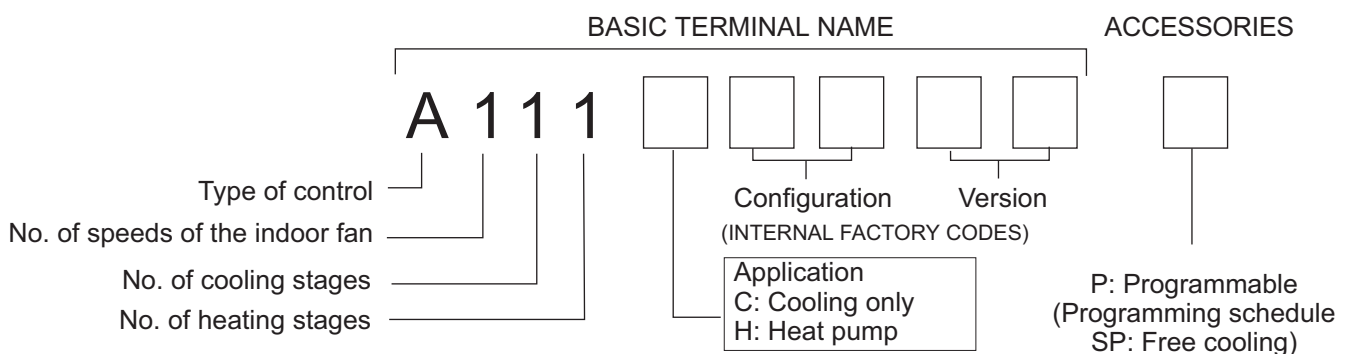 BASIC TERMINAL NAME
ACCESSORIES
A 1 1 1
Type of control
No. of speeds of the indoor fan
No. of cooling stages
No. of heating stages
Configuration
Version
(INTERNAL FACTORY CODES)
Application
C: Cooling only
H: Heat pump
P: Programmable
(Programming schedule
SP: Free cooling)